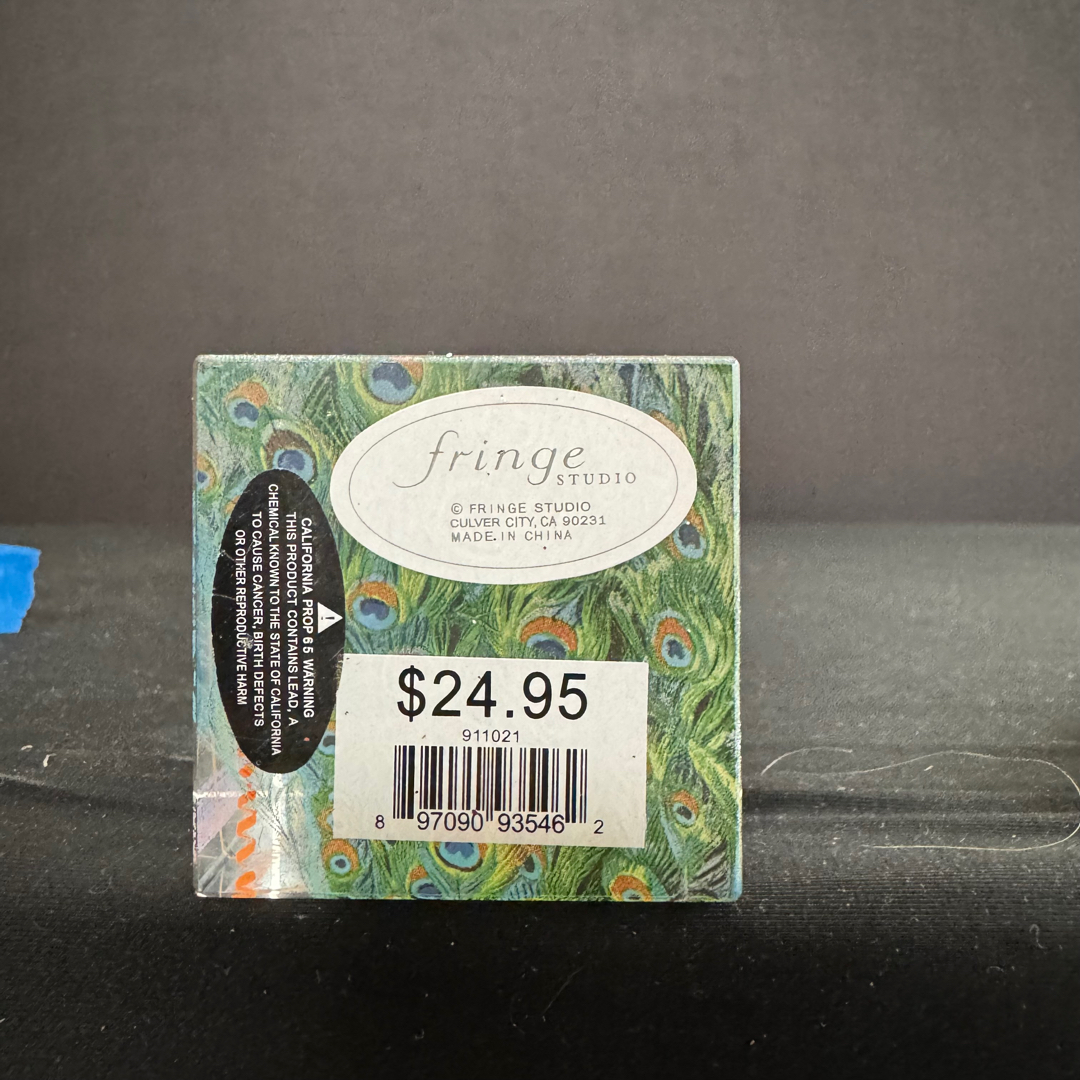 fringe
STUDIO
© FRINGE STUDIO
CULVER CITY, CA 90231
MADE IN CHINA
CALIFORNIA PROP 65 WARNING
THIS PRODUCT CONTAINS LEAD, A
CHEMICAL KNOWN TO THE STATE OF CALIFORNIA
TO CAUSE CANCER, BIRTH DEFECTS
OR OTHER REPRODUCTIVE HARM
$24.95
911021
8 97090 93546 2